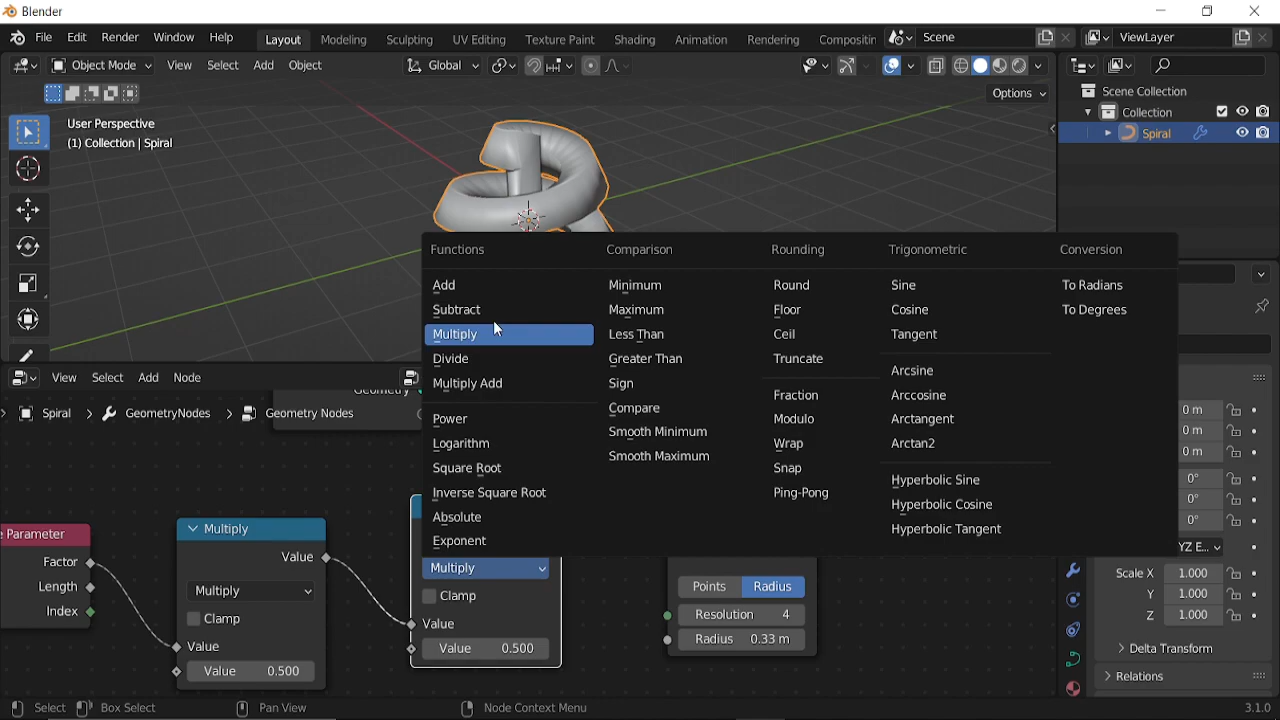 Blender
File Edit Render Window Help Layout Modeling Sculpting UV Editing Texture Paint Shading Animation Rendering Compositin Scene ViewLayer
Object Mode View Select Add Object Global
Options
User Perspective
(1) Collection | Spiral
Scene Collection
Collection
Spiral
Functions Comparison Rounding Trigonometric Conversion
Add Minimum Round Sine To Radians
Subtract Maximum Floor Cosine To Degrees
Multiply Less Than Ceil Tangent
Divide Greater Than Truncate
Arcsine
Multiply Add Sign
Fraction Arccosine
Compare
Power Modulo Arctangent
Smooth Minimum
Logarithm Wrap Arctan2
Smooth Maximum
Square Root Snap
Hyperbolic Sine
Inverse Square Root Ping-Pong
Hyperbolic Cosine
Absolute
Hyperbolic Tangent
Exponent
View Select Add Node
Geometry
Spiral GeometryNodes Geometry Nodes
0 m
0 m
0 m
0°
0°
0°
YZ E...
Scale X 1.000
Y 1.000
Z 1.000
Delta Transform
Relations
Parameter
Factor
Length
Index
Multiply
Value
Multiply
Clamp
Value
Value 0.500
Multiply
Clamp
Value
Value 0.500
Points Radius
Resolution 4
Radius 0.33 m
Select Box Select Pan View Node Context Menu 3.1.0